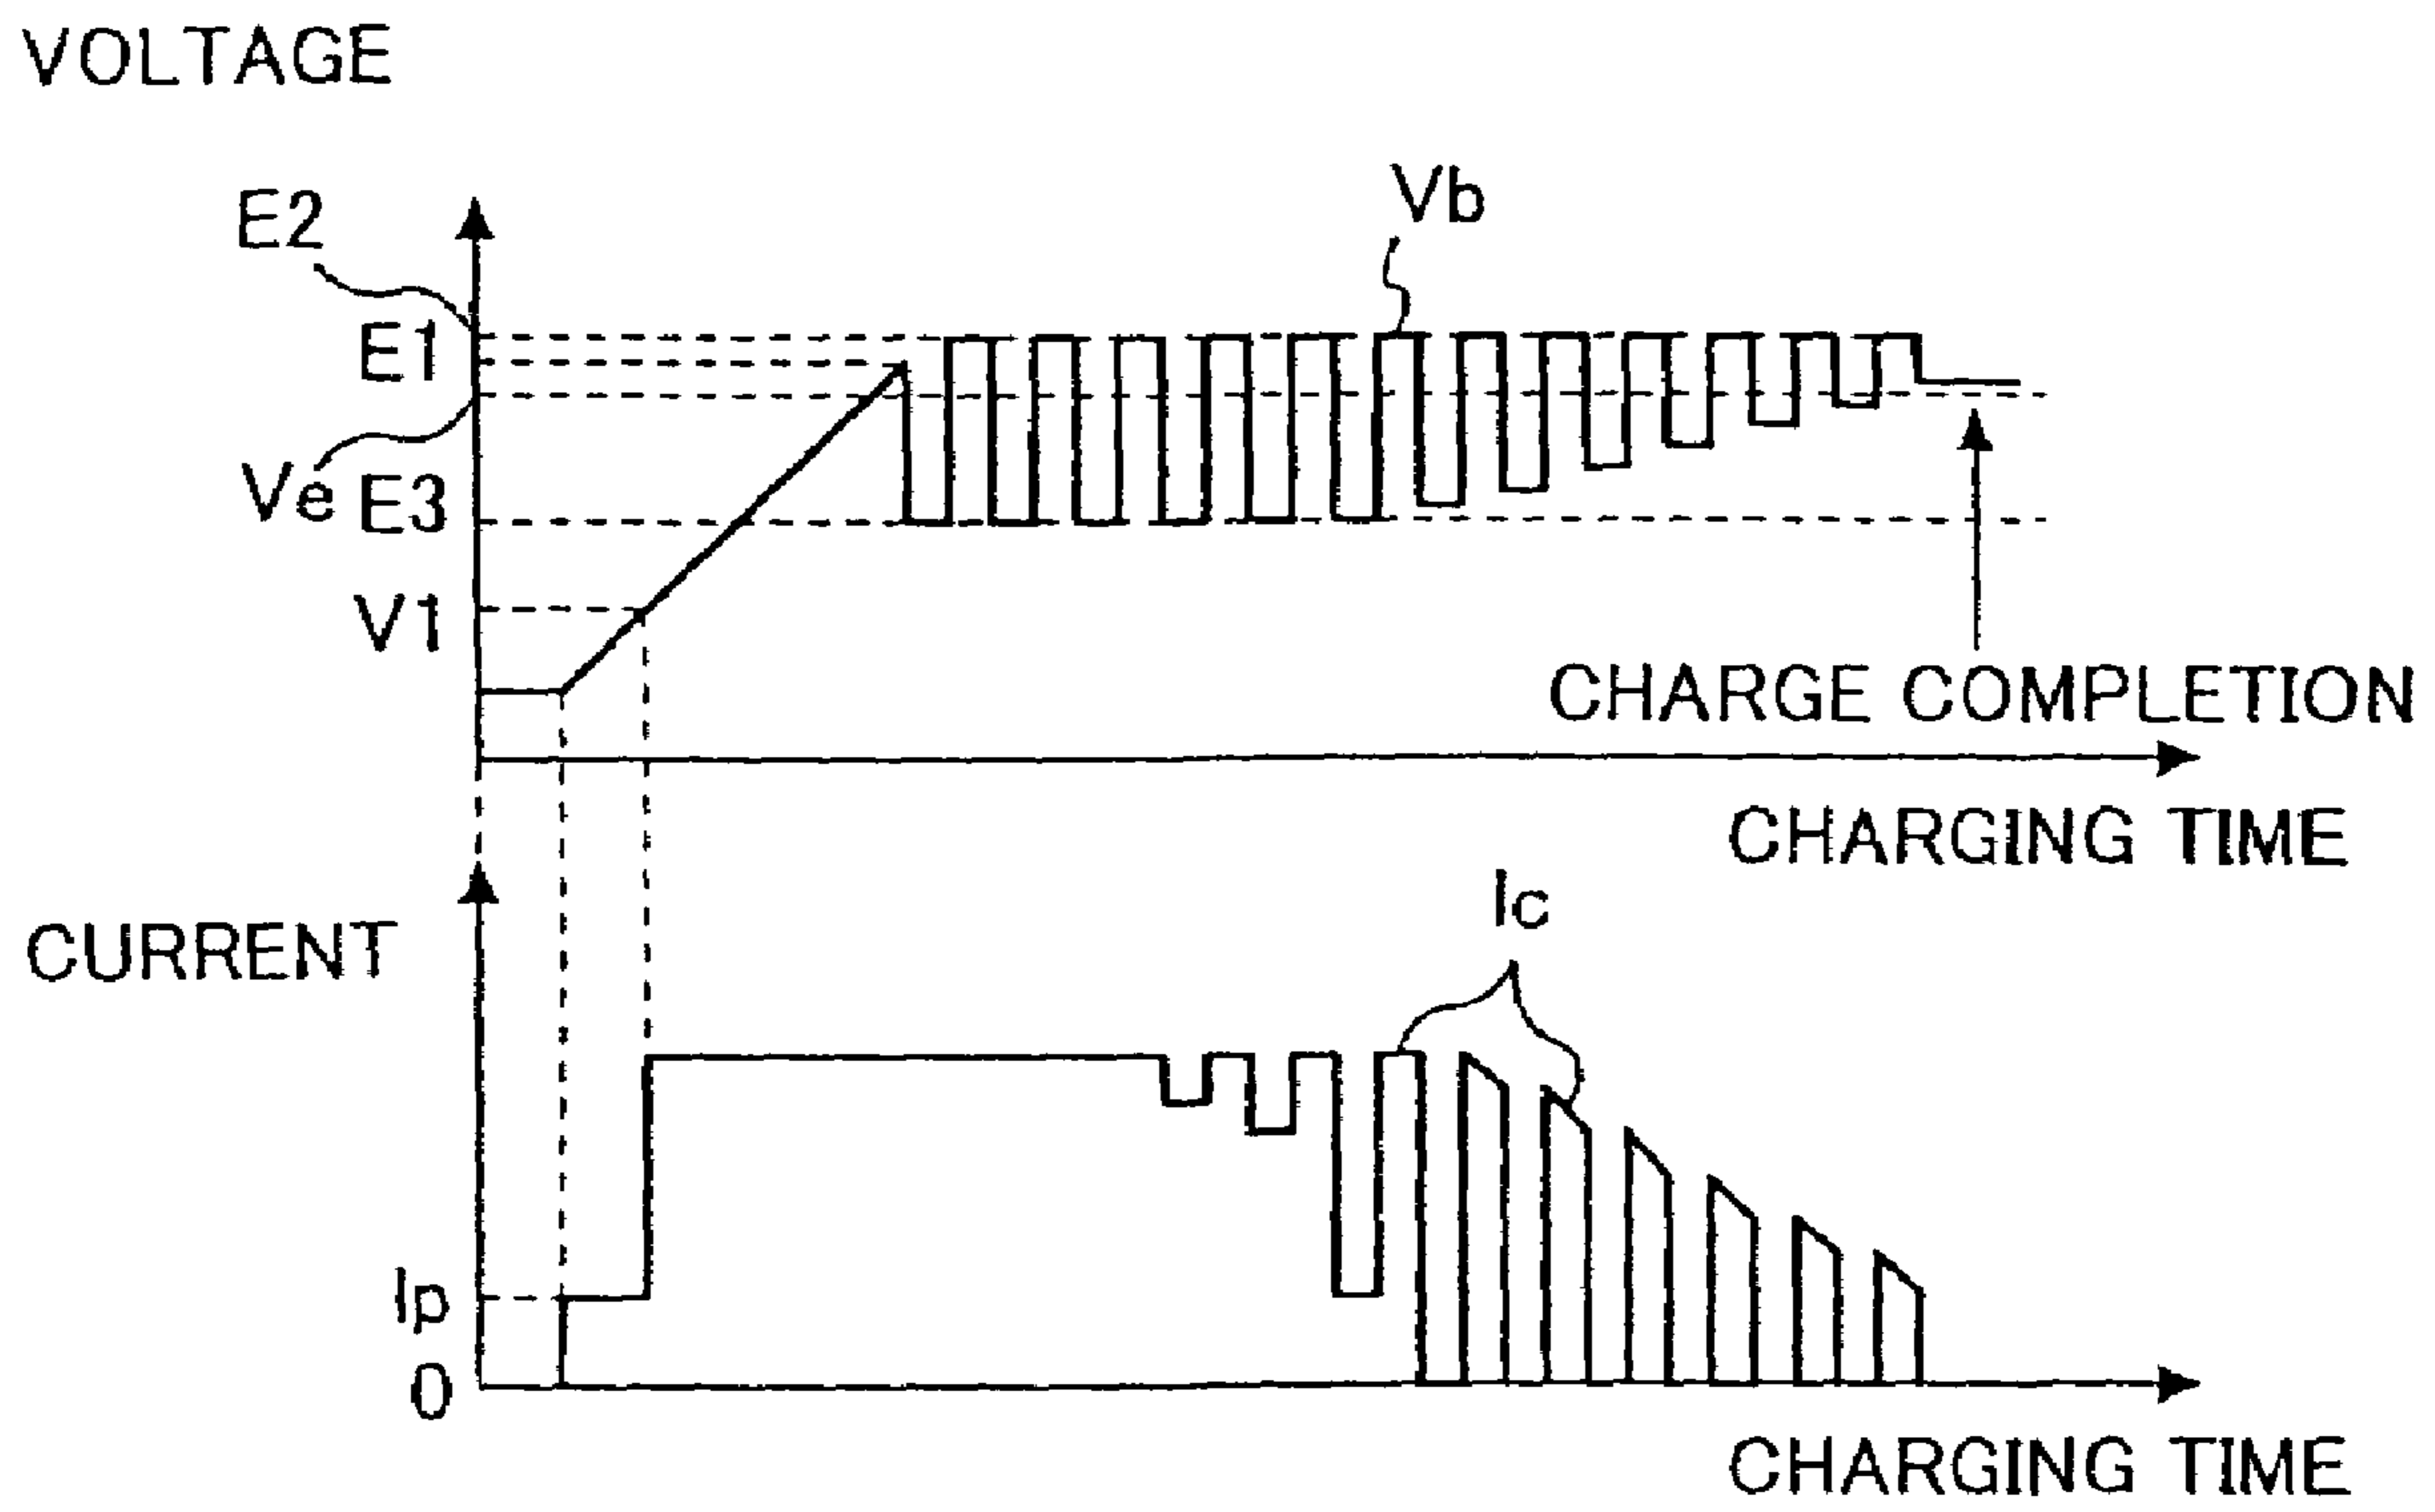 VOLTAGE
Vb
E2
E1
Ve E3
V1
CHARGE COMPLETION
CHARGING TIME
Ic
CURRENT
Ip
0
CHARGING TIME